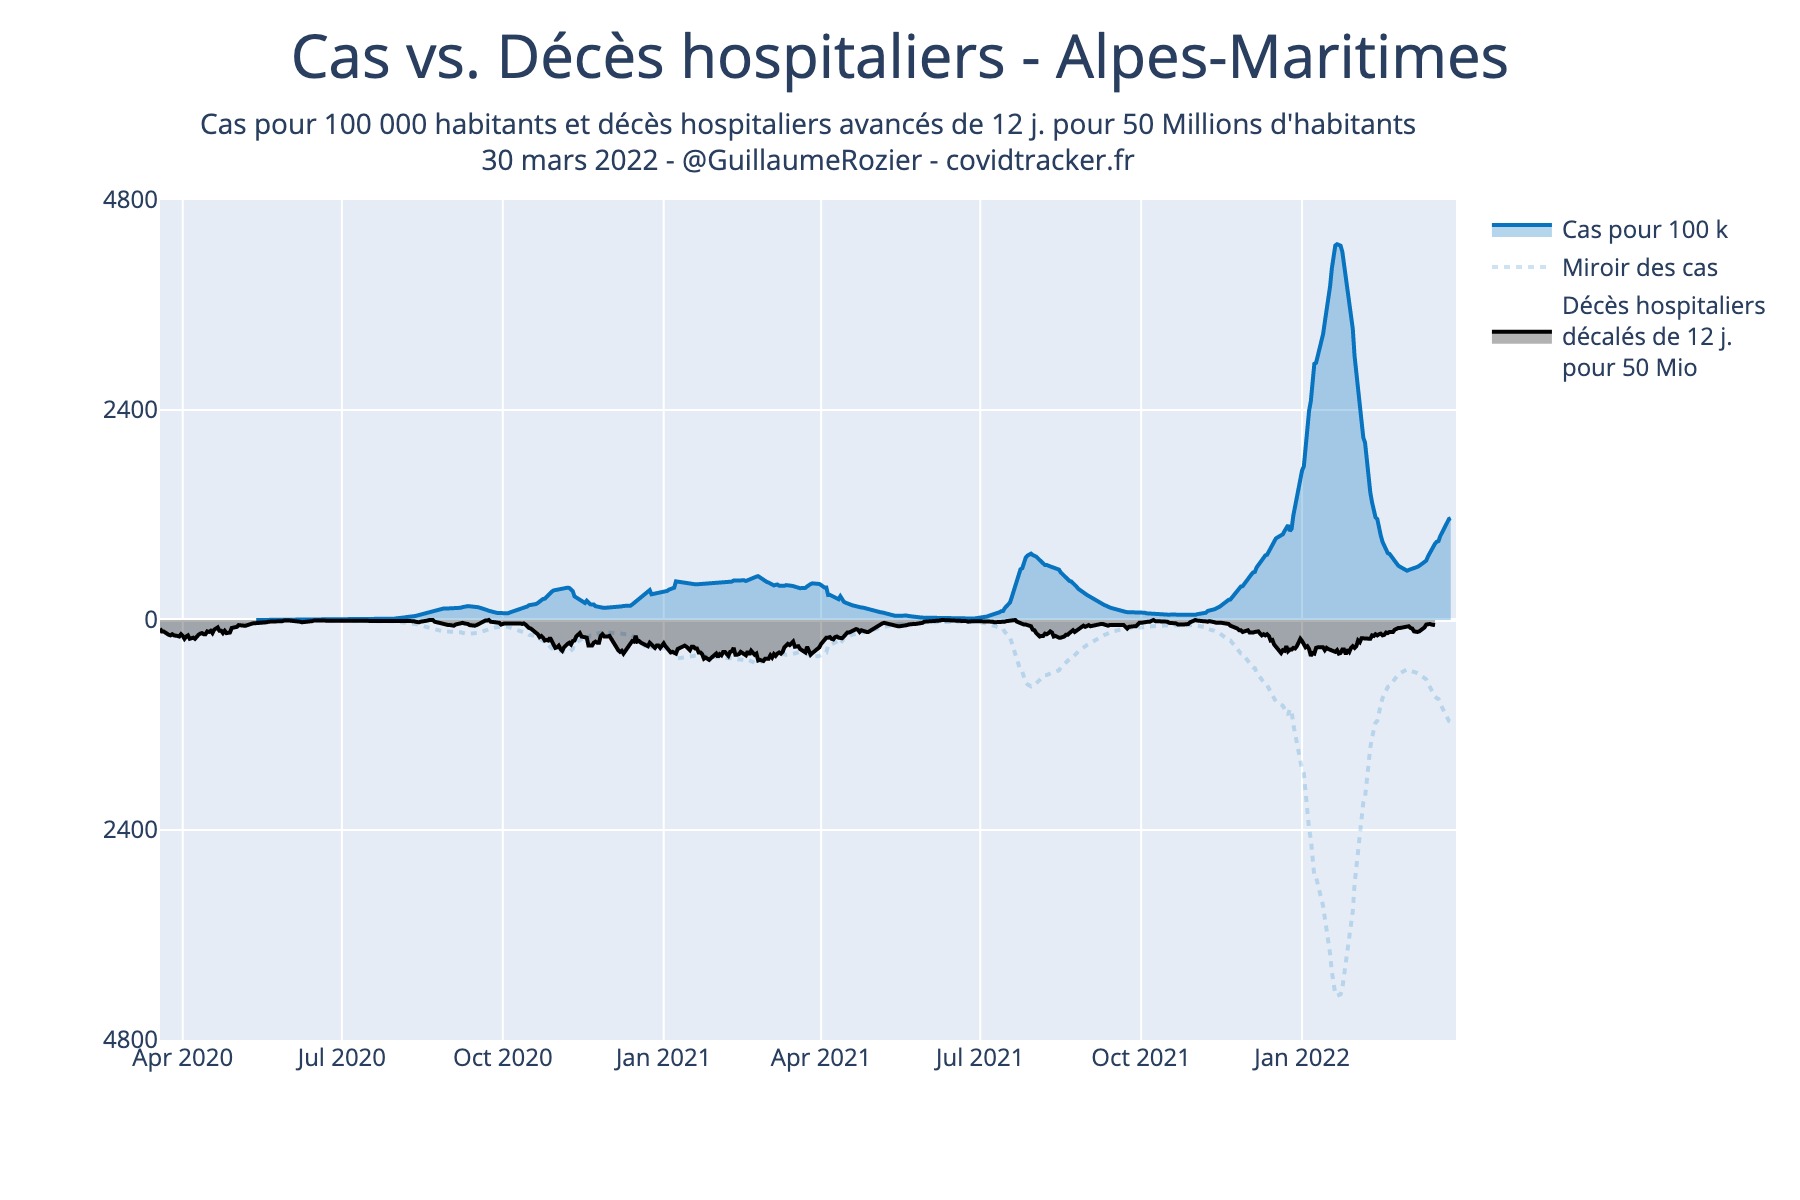 Cas vs. Décès hospitaliers - Alpes-Maritimes
Cas pour 100 000 habitants et décès hospitaliers avancés de 12 j. pour 50 Millions d'habitants
30 mars 2022 - @GuillaumeRozier - covidtracker.fr
4800
2400
0
2400
4800
Apr 2020
Jul 2020
Oct 2020
Jan 2021
Apr 2021
Jul 2021
Oct 2021
Jan 2022
Cas pour 100 k
Miroir des cas
Décès hospitaliers
décalés de 12 j.
pour 50 Mio